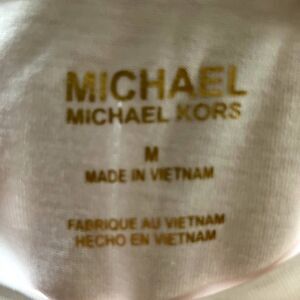 MICHAEL
MICHAEL KORS
M
MADE IN VIETNAM
FABRIQUE AU VIETNAM
HECHO EN VIETNAM